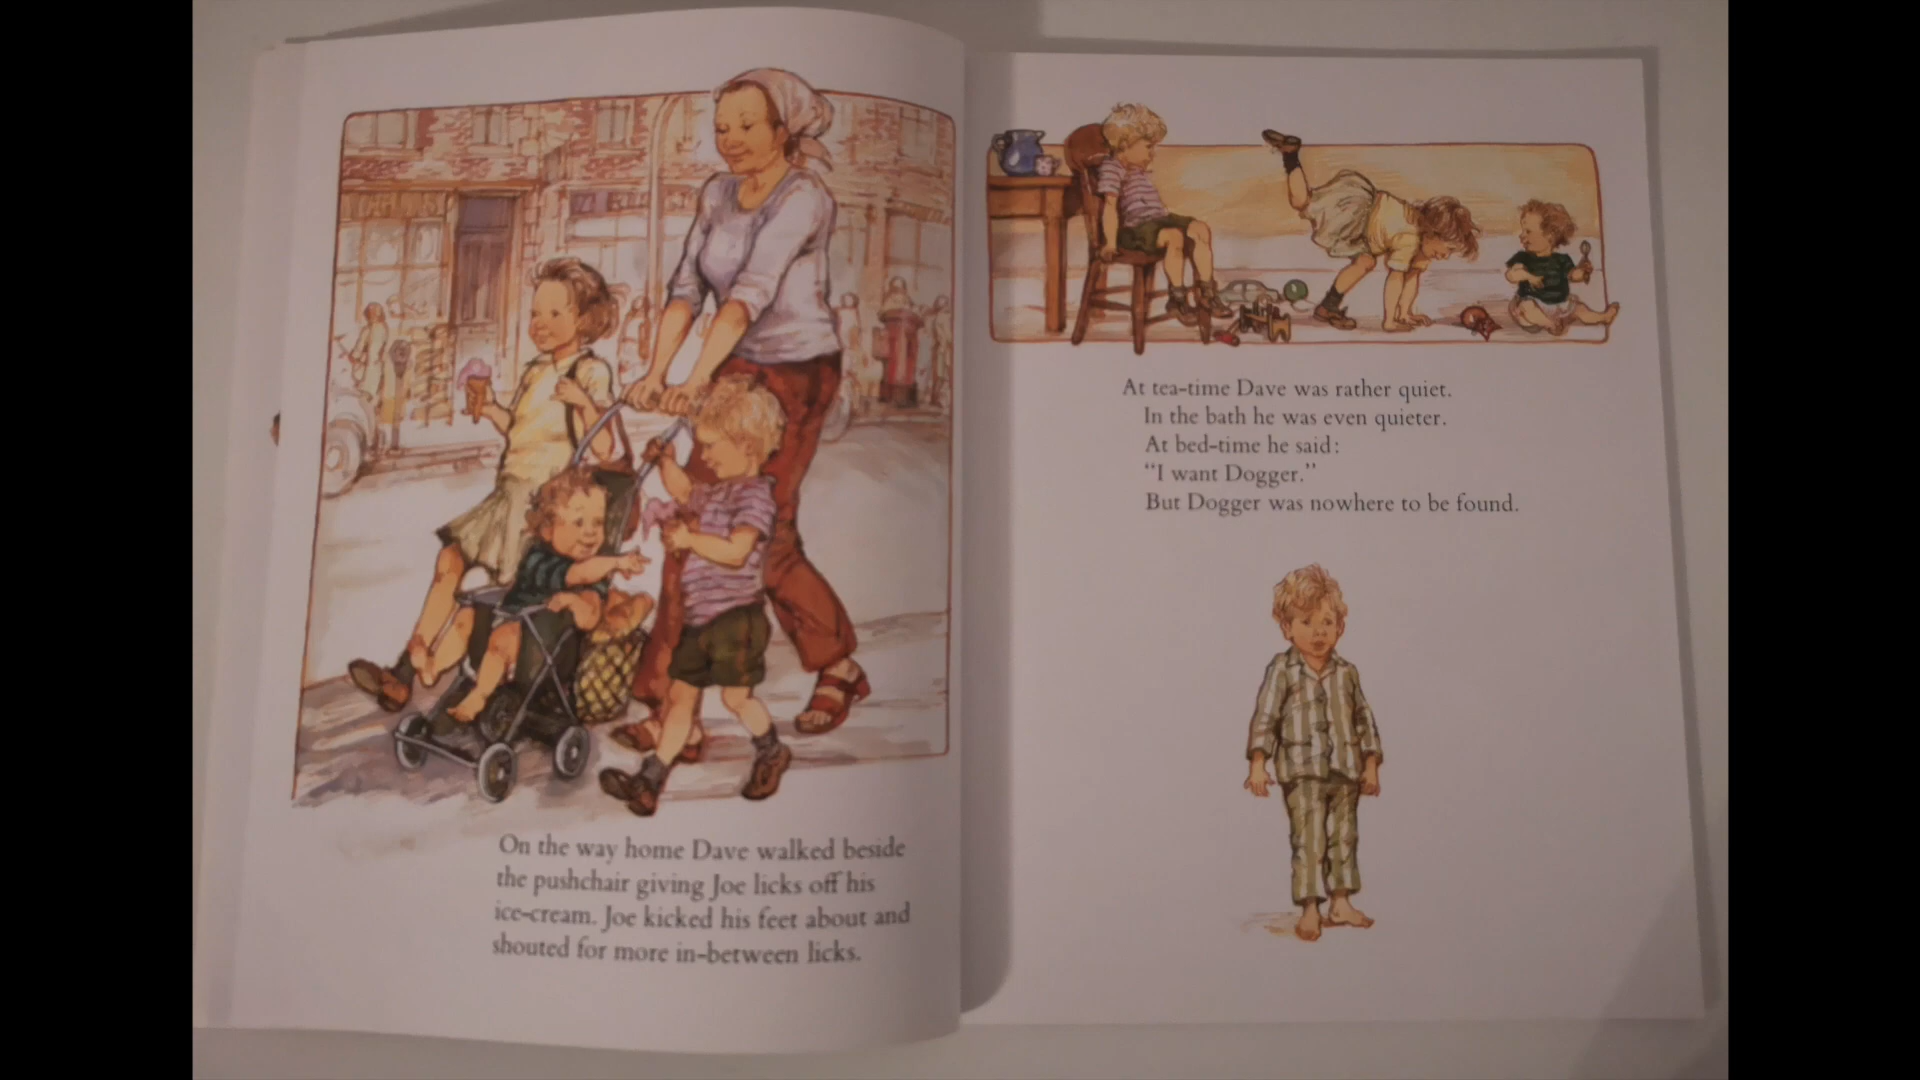 On the way home Dave walked beside
the pushchair giving Joe licks off his
ice-cream. Joe kicked his feet about and
shouted for more in-between licks.
At tea-time Dave was rather quiet.
In the bath he was even quieter.
At bed-time he said:
“I want Dogger.”
But Dogger was nowhere to be found.